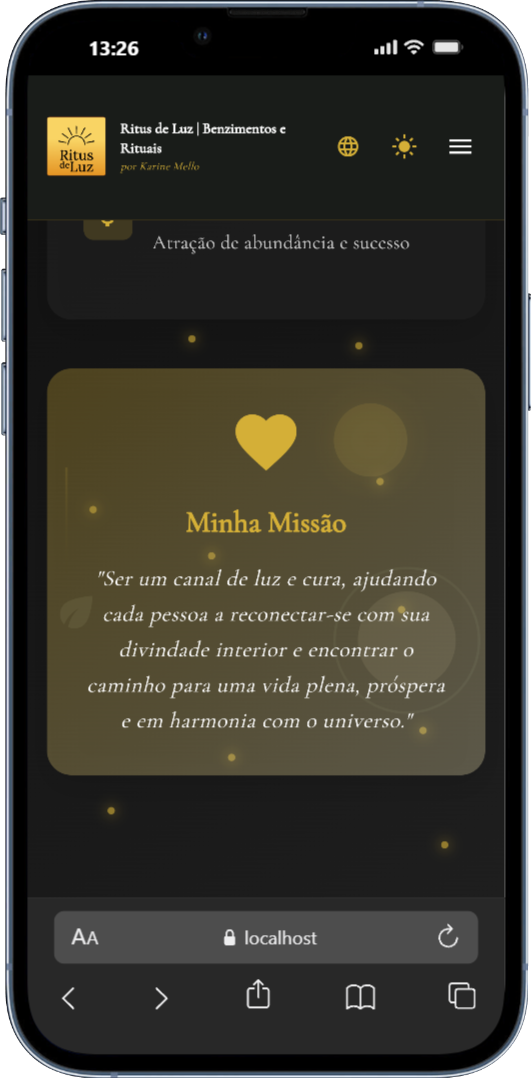 13:26
Ritus
de Luz
Ritus de Luz | Benzimentos e
Rituais
por Karine Mello
Atração de abundância e sucesso
Minha Missão
"Ser um canal de luz e cura, ajudando
cada pessoa a reconectar-se com sua
divindade interior e encontrar o
caminho para uma vida plena, próspera
e em harmonia com o universo."
AA
localhost